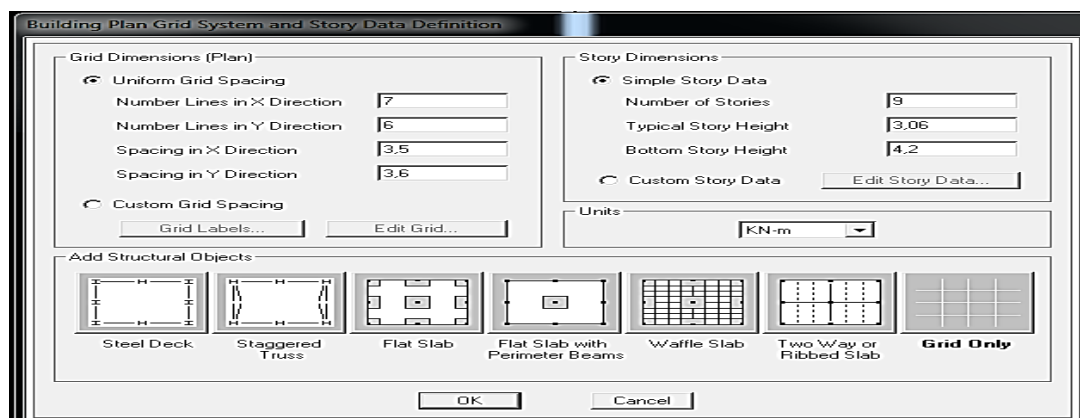 Building Plan Grid System and Story Data Definition
Grid Dimensions (Plan)
Uniform Grid Spacing
Number Lines in X Direction 7
Number Lines in Y Direction 6
Spacing in X Direction 3,5
Spacing in Y Direction 3,6
Custom Grid Spacing
Grid Labels... Edit Grid...
Story Dimensions
Simple Story Data
Number of Stories 9
Typical Story Height 3,06
Bottom Story Height 4,2
Custom Story Data Edit Story Data...
Units
KN-m
Add Structural Objects
Steel Deck
Staggered
Truss
Flat Slab
Flat Slab with
Perimeter Beams
Waffle Slab
Two Way or
Ribbed Slab
Grid Only
OK Cancel